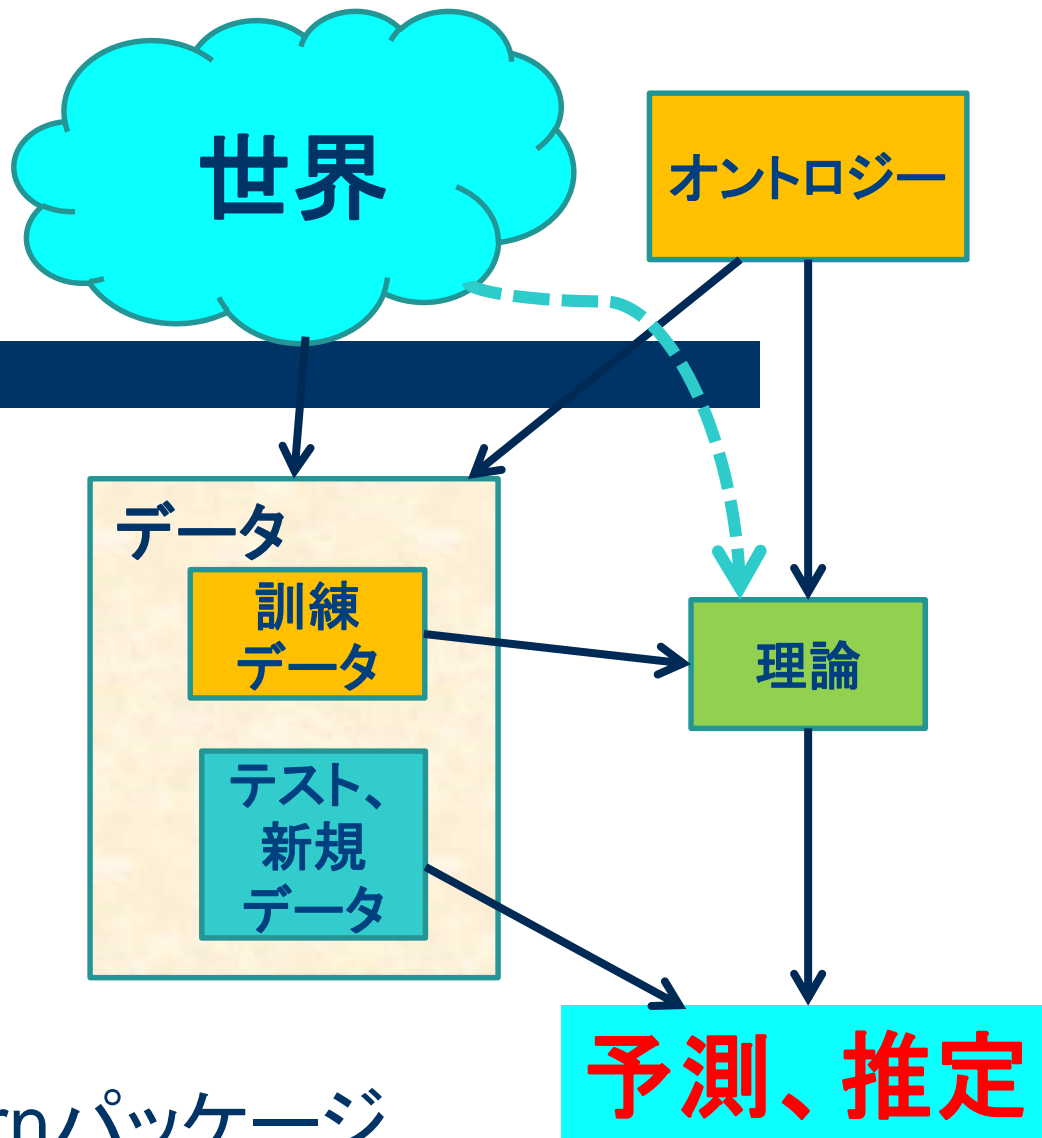 世界
オントロジー
データ
訓練
データ
理論
テスト、
新規
データ
予測、推定
rnパッケージ